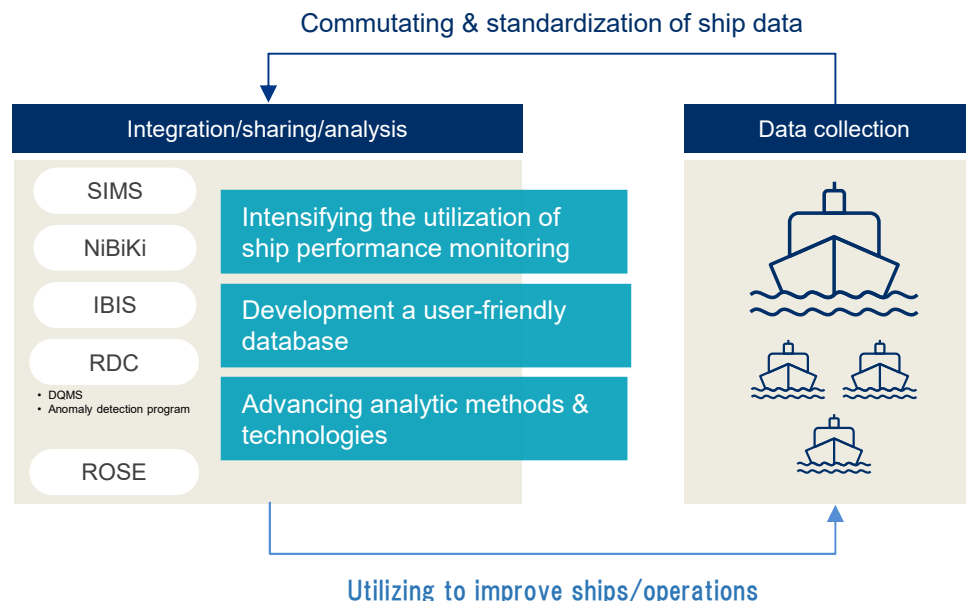 Commutating & standardization of ship data
Integration/sharing/analysis
Data collection
SIMS
NiBiKi
IBIS
RDC
• DQMS
• Anomaly detection program
ROSE
Intensifying the utilization of
ship performance monitoring
Development a user-friendly
database
Advancing analytic methods &
technologies
Utilizing to improve ships/operations